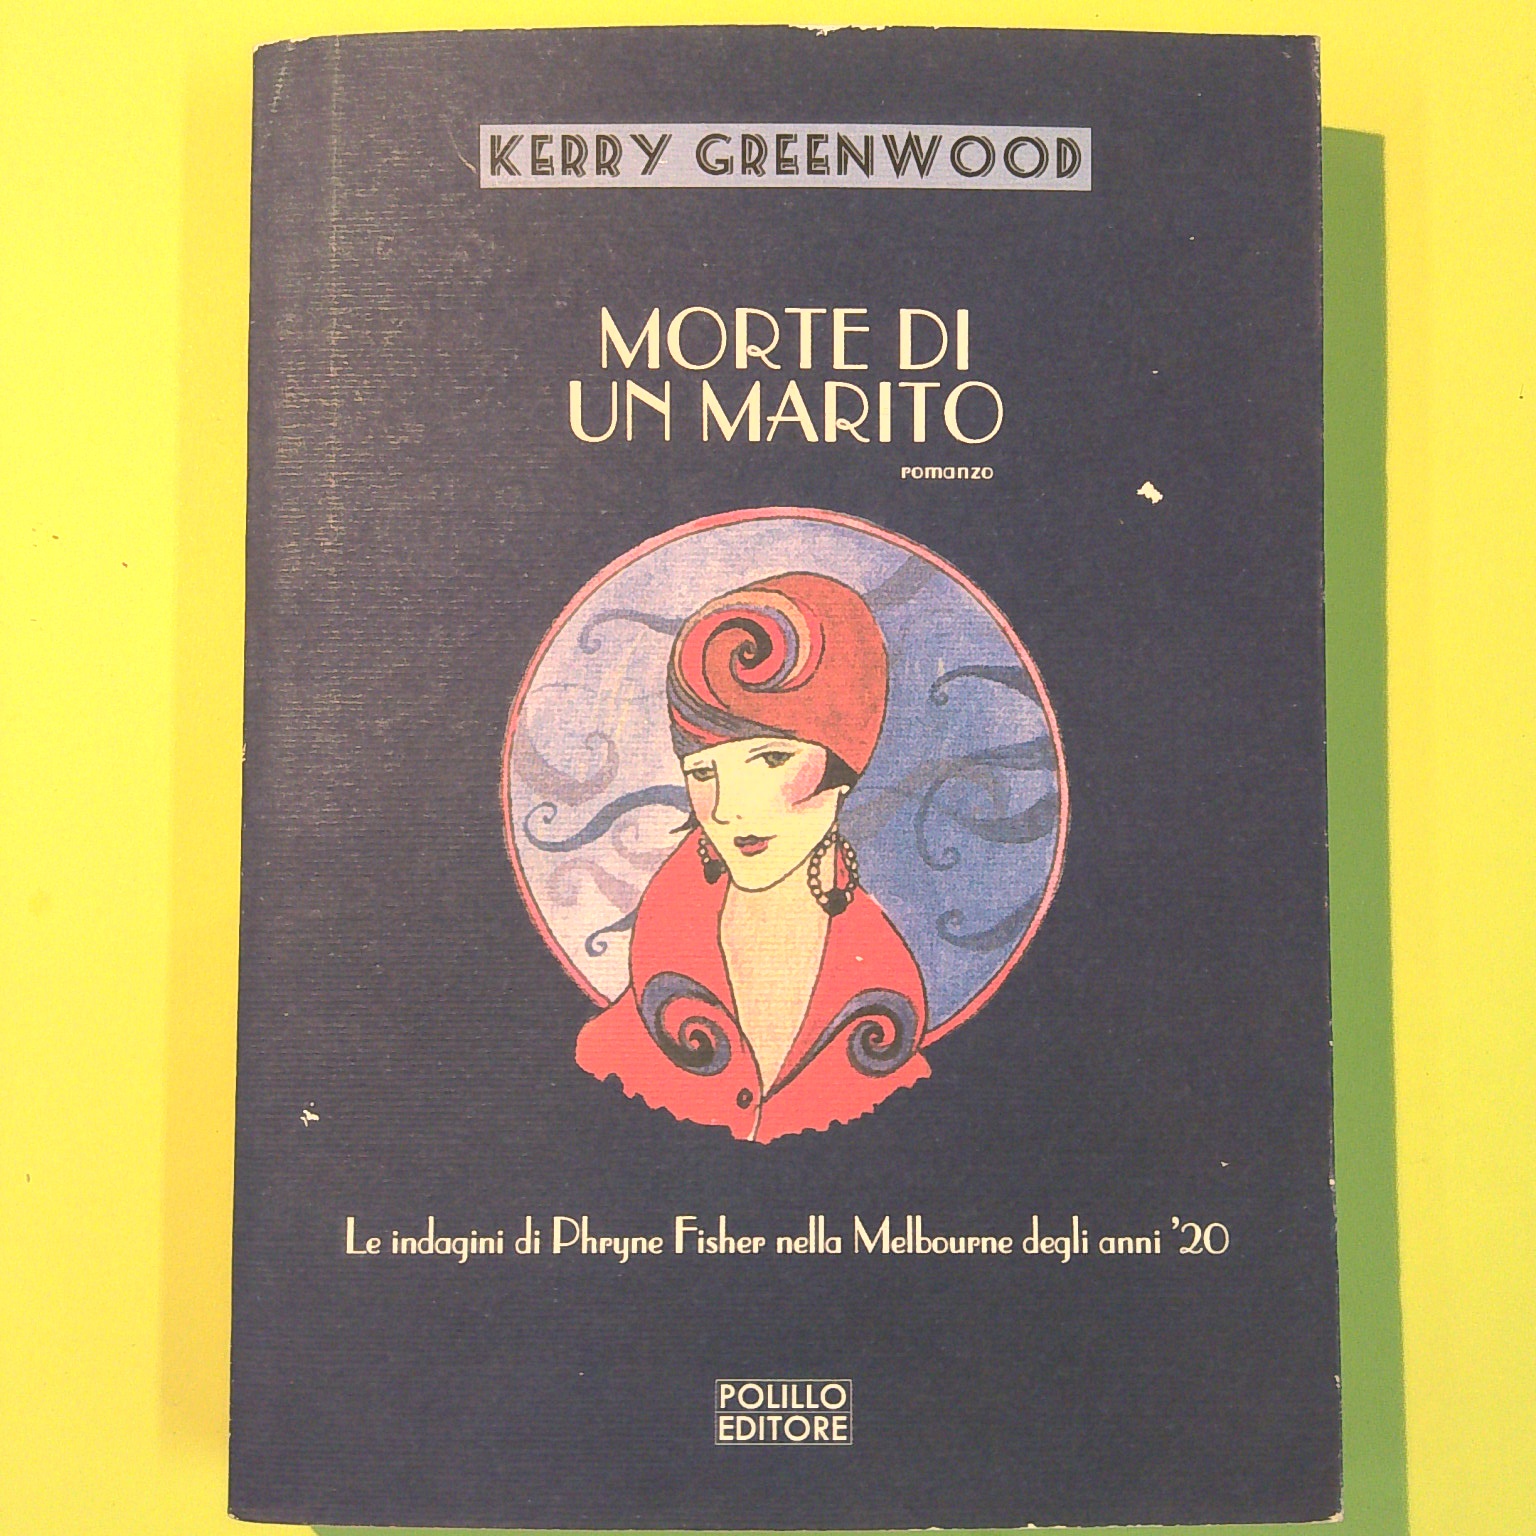 KERRY GREENWOOD
MORTE DI
UN MARITO
romanzo
Le indagini di Phryne Fisher nella Melbourne degli anni '20
POLILLO
EDITORE